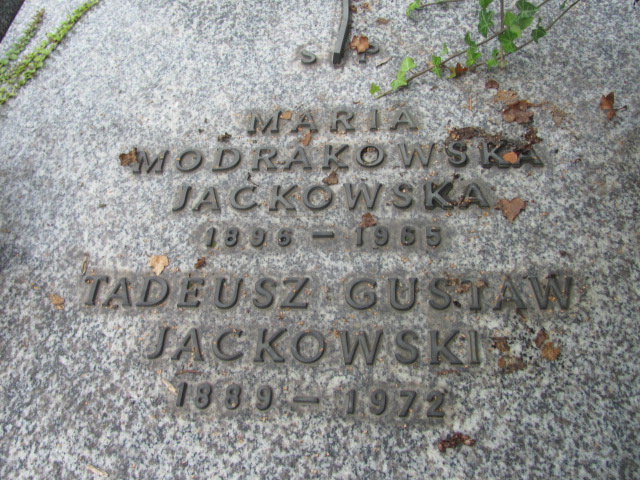 S P
MARIA
MODRAKOWSKA
JACKOWSKA
1896 – 1965
TADEUSZ GUSTAW
JACKOWSKI
1889 – 1972